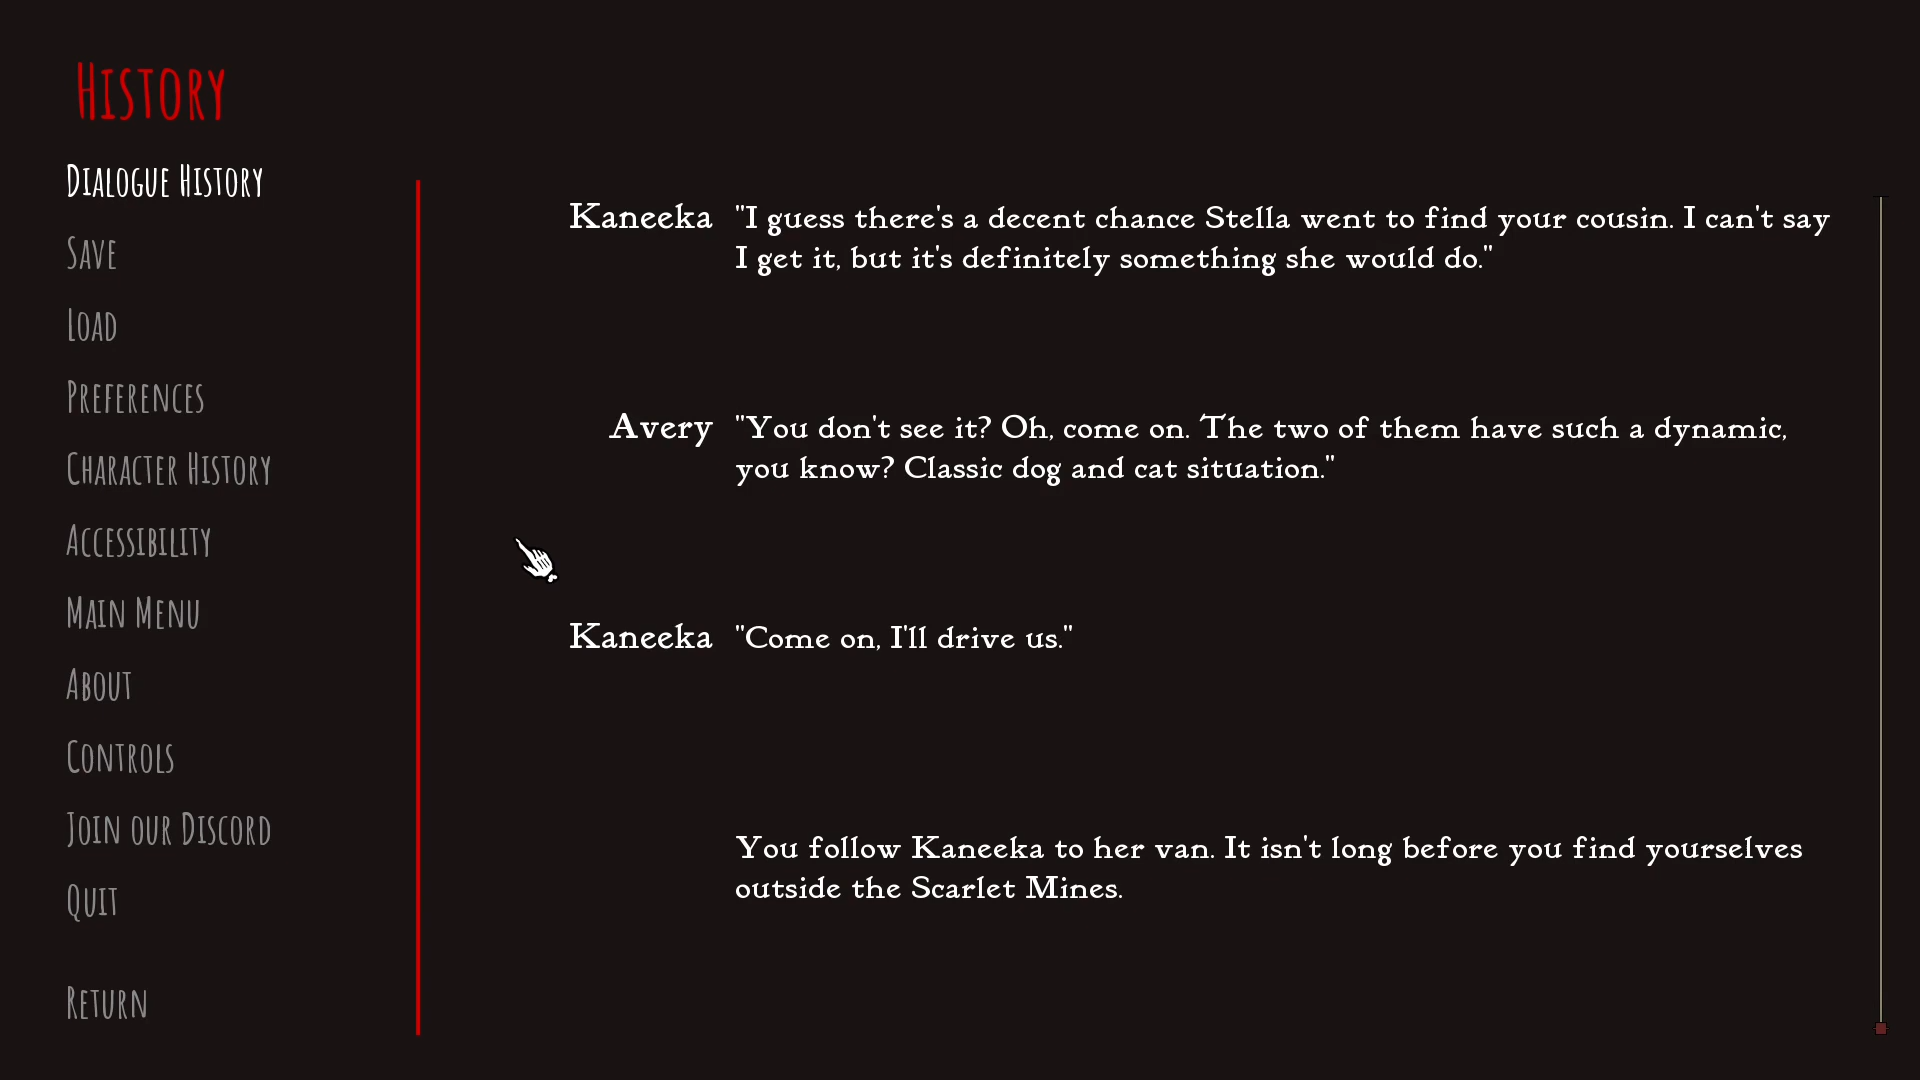 History
Dialogue History
Save
Load
Preferences
Character History
Accessibility
Main Menu
About
Controls
Join our Discord
Quit
Return
Kaneeka "I guess there's a decent chance Stella went to find your cousin. I can't say
I get it, but it's definitely something she would do."
Avery "You don't see it? Oh, come on. The two of them have such a dynamic,
you know? Classic dog and cat situation."
Kaneeka "Come on, I'll drive us."
You follow Kaneeka to her van. It isn't long before you find yourselves
outside the Scarlet Mines.